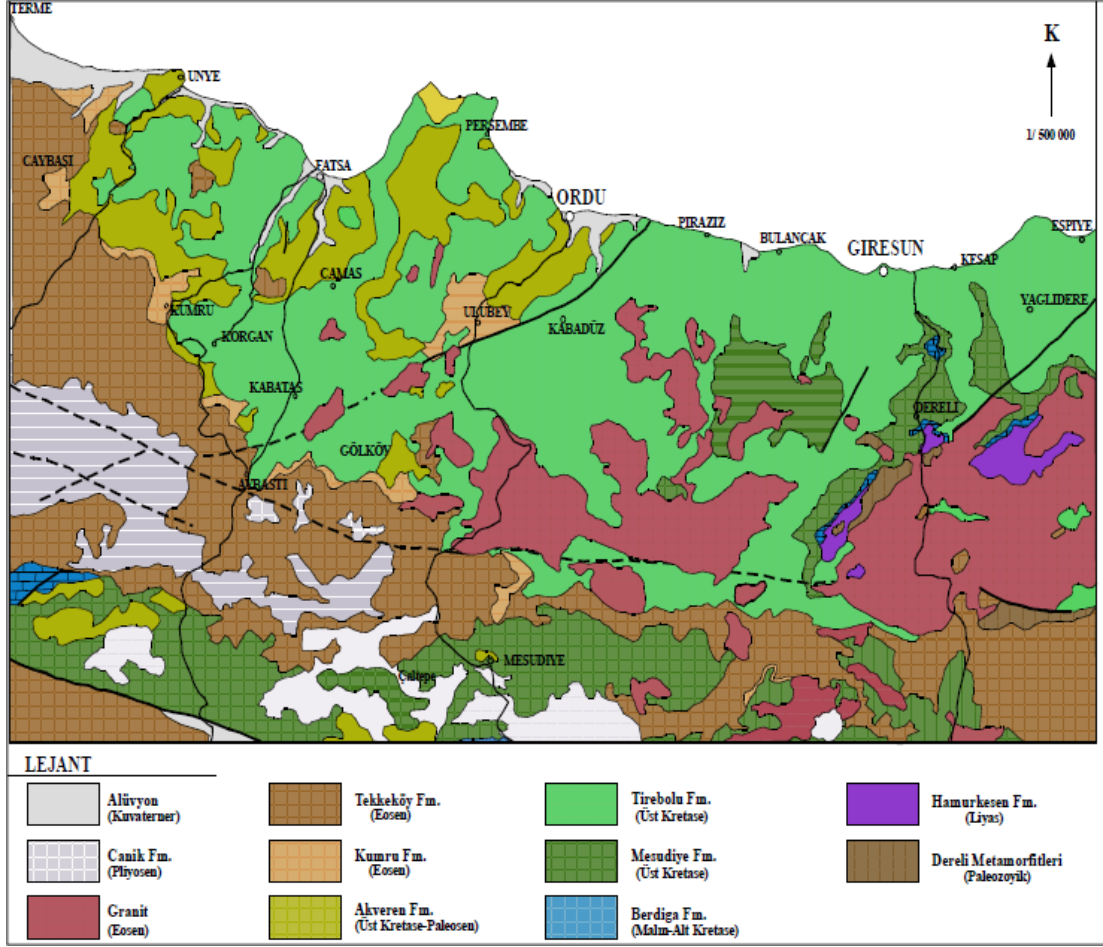 TERME
K
UNYE
1/ 500 000
PERSEMBE
CAYBASI
FATSA
ORDU
PIRAZIZ
ESPIYE
BULANCAK
GIRESUN
KESAP
CAMAS
KUMRU
ULUBEY
KABADÜZ
YAGLIDERE
KORGAN
KABATAS
DERELI
GÖLKÖY
AYBASTI
MESUDIYE
Çaltepe
LEJANT
Alüvyon
(Kuvaterner)
Canik Fm.
(Pliyosen)
Granit
(Eosen)
Tekkeköy Fm.
(Eosen)
Kumru Fm.
(Eosen)
Akveren Fm.
(Üst Kretase-Paleosen)
Tirebolu Fm.
(Üst Kretase)
Mesudiye Fm.
(Üst Kretase)
Berdiga Fm.
(Malm-Alt Kretase)
Hamurkesen Fm.
(Liyas)
Dereli Metamorfitleri
(Paleozoyik)